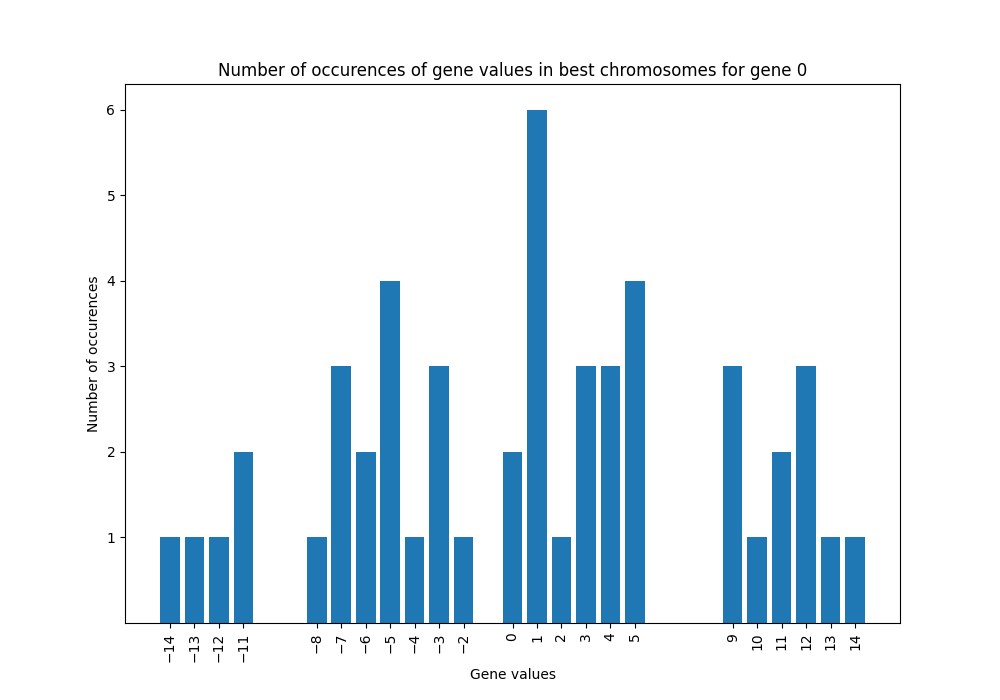 Number of occurences of gene values in best chromosomes for gene 0
6
5
4
3
2
1
Number of occurences
−14 −13 −12 −11 −8 −7 −6 −5 −4 −3 −2 0 1 2 3 4 5 9 10 11 12 13 14
Gene values